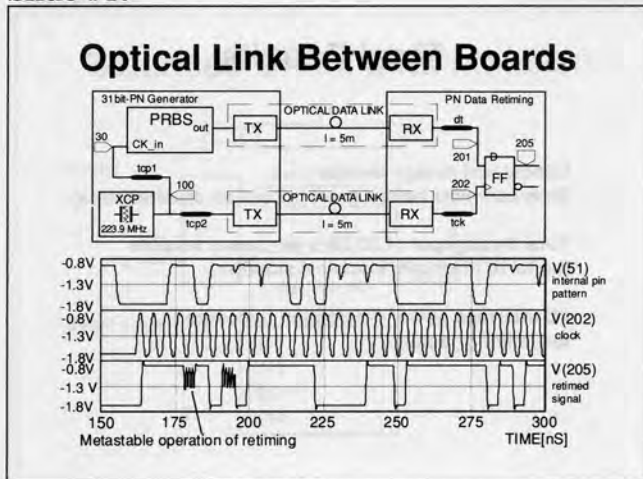 Optical Link Between Boards
31bit-PN Generator
PN Data Retiming
PRBS out
OPTICAL DATA LINK
TX
RX
dt
30
CK_in
l = 5m
201
205
D
FF
tcp1
100
202
OPTICAL DATA LINK
XCP
223.9 MHz
tcp2
TX
l = 5m
RX
tck
-0.8V
-1.3V
-1.8V
V(51)
internal pin
pattern
-0.8V
-1.3V
-1.8V
V(202)
clock
-0.8V
-1.3 V
-1.8V
V(205)
retimed
signal
150 175 200 225 250 275 300
Metastable operation of retiming
TIME[nS]